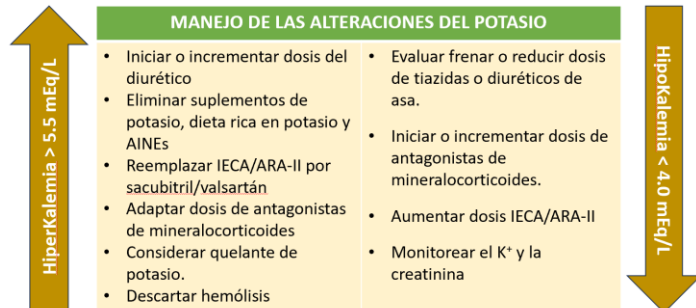 MANEJO DE LAS ALTERACIONES DEL POTASIO
HiperKalemia > 5.5 mEq/L
• Iniciar o incrementar dosis del
diurético
• Eliminar suplementos de
potasio, dieta rica en potasio y
AINEs
• Reemplazar IECA/ARA-II por
sacubitril/valsartán
• Adaptar dosis de antagonistas
de mineralocorticoides
• Considerar quelante de
potasio.
• Descartar hemólisis
• Evaluar frenar o reducir dosis
de tiazidas o diuréticos de
asa.
• Iniciar o incrementar dosis de
antagonistas de
mineralocorticoides.
• Aumentar dosis IECA/ARA-II
• Monitorear el K⁺ y la
creatinina
HipoKalemia < 4.0 mEq/L